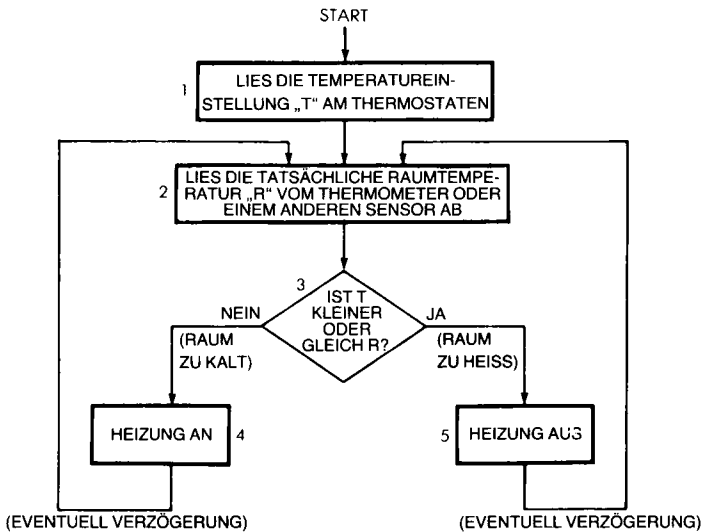 START
1
LIES DIE TEMPERATUREIN-
STELLUNG „T“ AM THERMOSTATEN
2
LIES DIE TATSÄCHLICHE RAUMTEMPE-
RATUR „R“ VOM THERMOMETER ODER
EINEM ANDEREN SENSOR AB
3
IST T
KLEINER
ODER
GLEICH R?
NEIN
(RAUM
ZU KALT)
JA
(RAUM
ZU HEISS)
HEIZUNG AN
4
5
HEIZUNG AUS
(EVENTUELL VERZÖGERUNG)
(EVENTUELL VERZÖGERUNG)